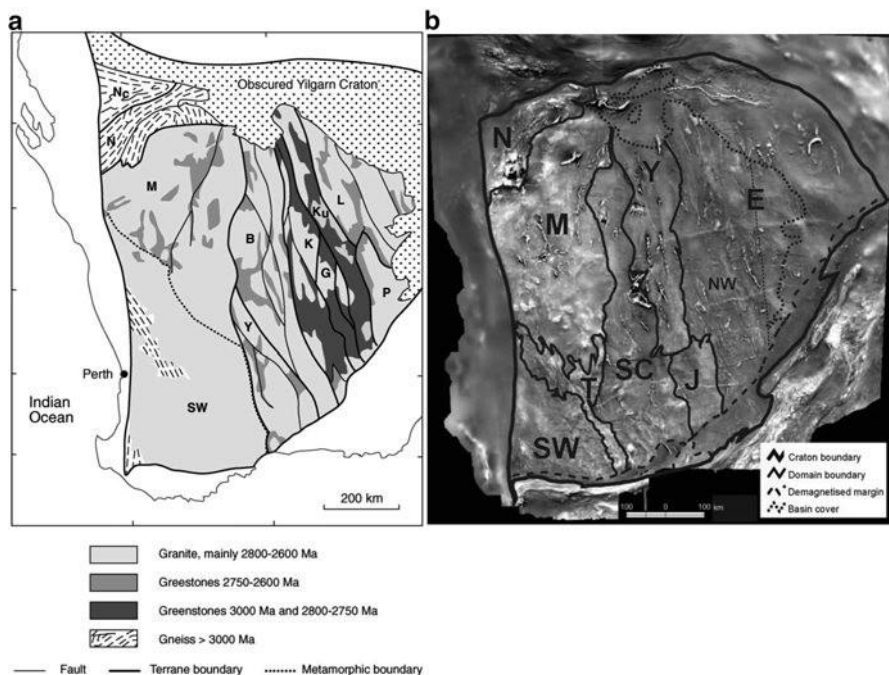 a
Obscured Yilgarn Craton
Nc
N
M
L
Ku
B
K
G
P
Y
Perth
SW
Indian
Ocean
200 km
Granite, mainly 2800-2600 Ma
Greestones 2750-2600 Ma
Greenstones 3000 Ma and 2800-2750 Ma
Gneiss > 3000 Ma
Fault
Terrane boundary
Metamorphic boundary
b
N
Y
E
M
NW
T
SC
J
SW
Craton boundary
Domain boundary
Demagnetised margin
Basin cover
100 0 100
km